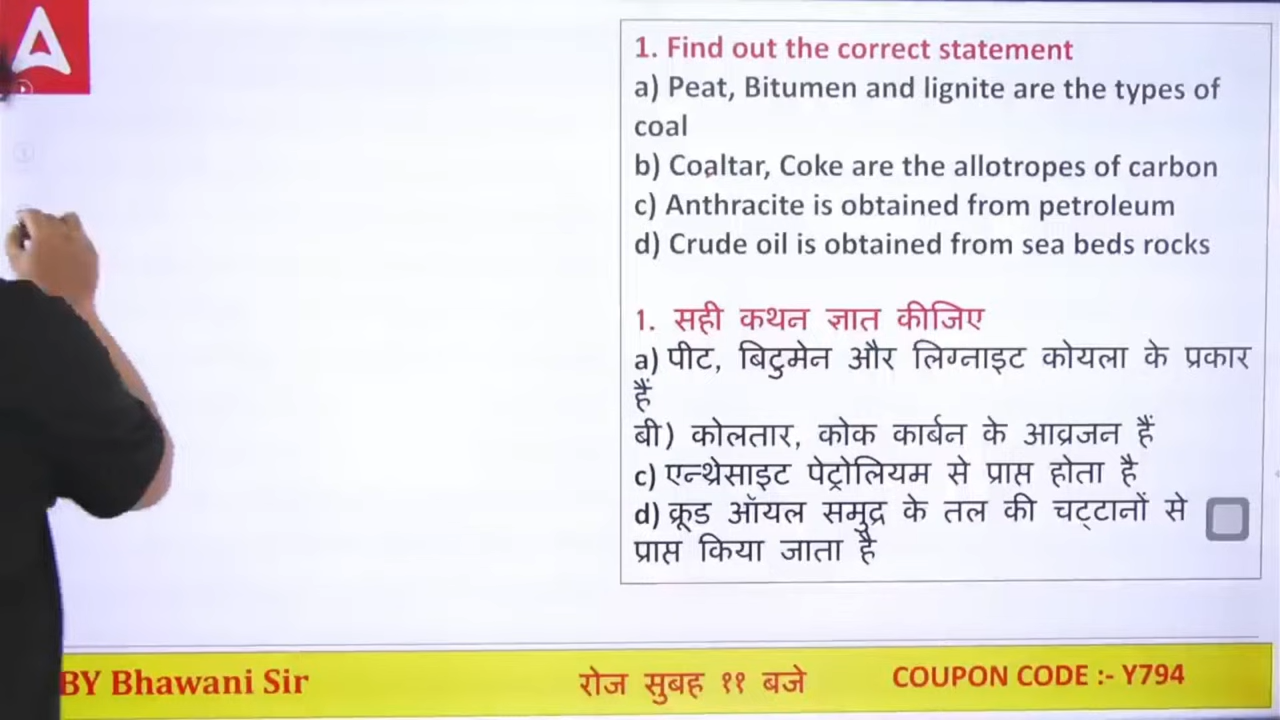 1. Find out the correct statement
a) Peat, Bitumen and lignite are the types of
coal
b) Coaltar, Coke are the allotropes of carbon
c) Anthracite is obtained from petroleum
d) Crude oil is obtained from sea beds rocks
1. सही कथन ज्ञात कीजिए
a) पीट, बिटुमेन और लिग्नाइट कोयला के प्रकार
हैं
बी) कोलतार, कोक कार्बन के आव्रजन हैं
c) एन्थ्रेसाइट पेट्रोलियम से प्राप्त होता है
d) क्रूड ऑयल समुद्र के तल की चट्टानों से
प्राप्त किया जाता है
BY Bhawani Sir
रोज सुबह ११ बजे
COUPON CODE :- Y794